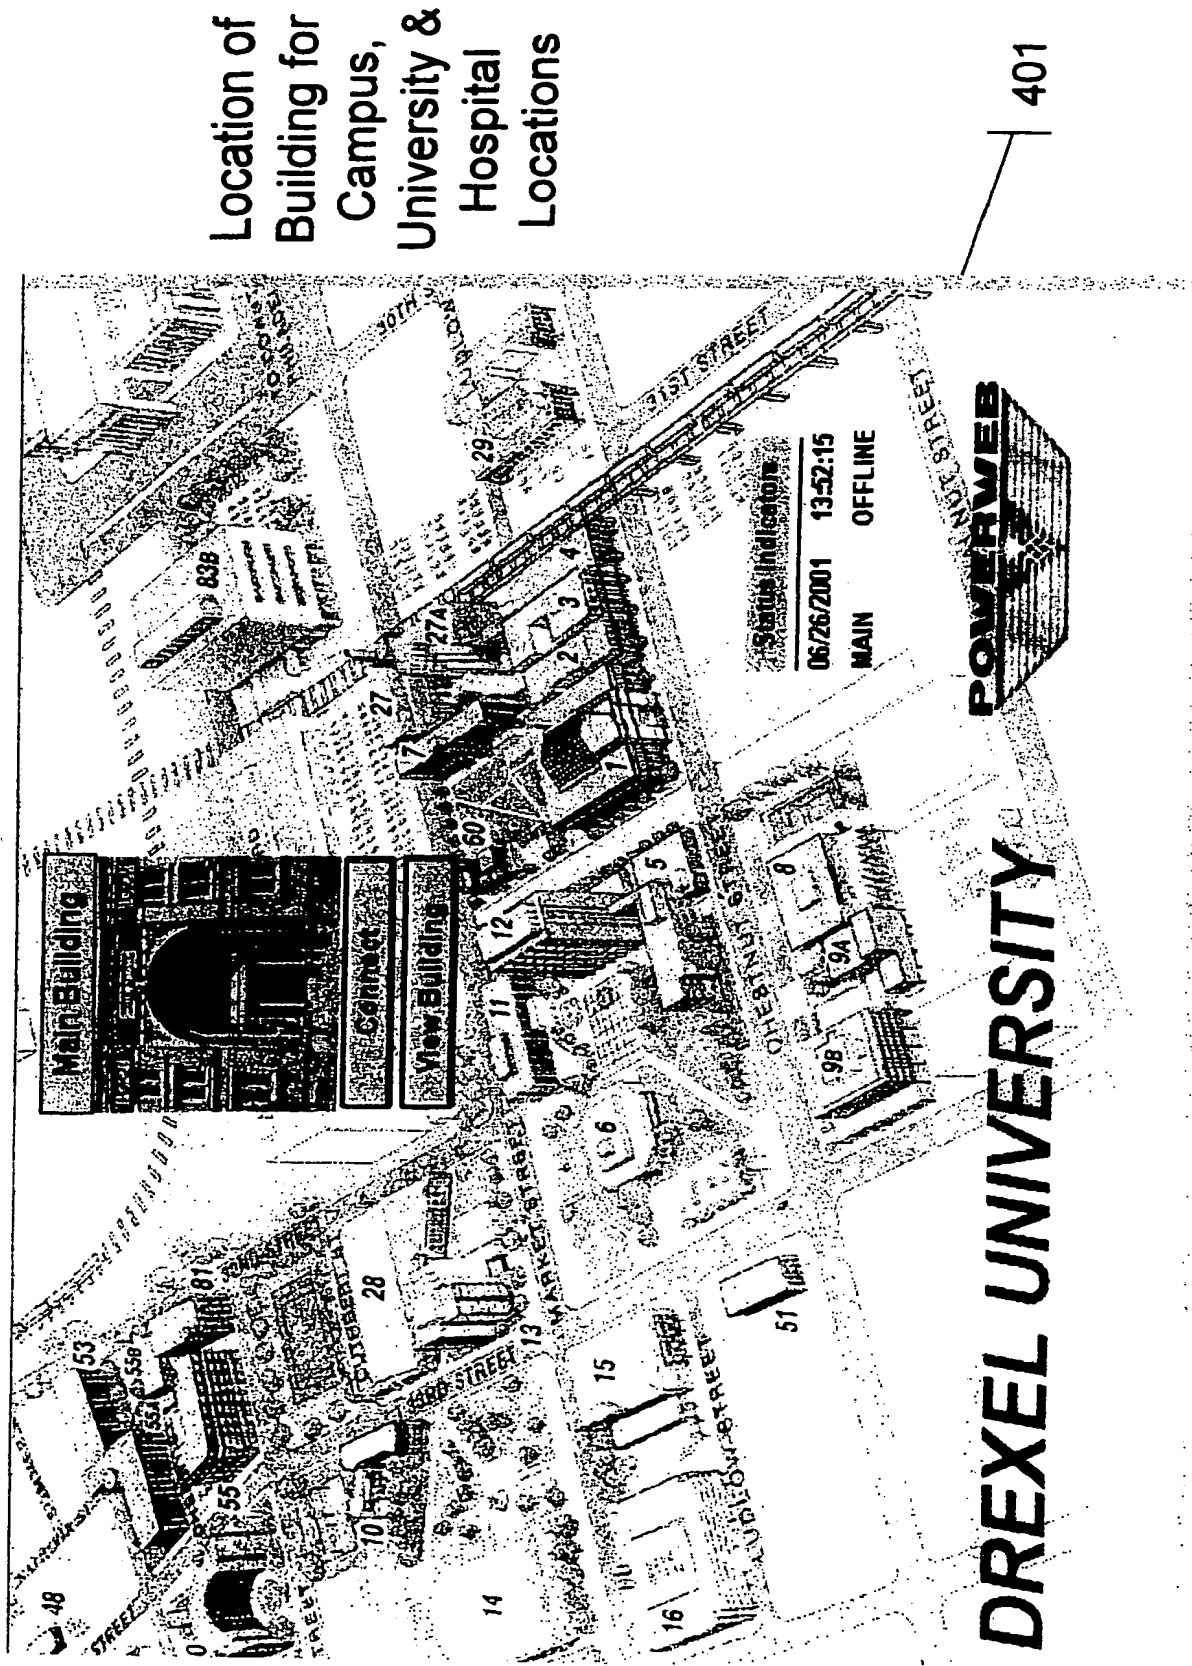 Location of
Building for
Campus,
University &
Hospital
Locations
401
Main Building
Connect
View Building
Status Indicators
06/26/2001 13:52:15
MAIN OFFLINE
POWERWEB
DREXEL UNIVERSITY
48
53
55B
55A
55
81
10
28
13
14
15
16
51
6
11
12
5
60
7
27
27A
83B
29
1
2
3
4
8
9A
9B
MARKET STREET
LUDLOW STREET
CHESTNUT STREET
31ST STREET
30TH
33RD STREET
STREET
STREET